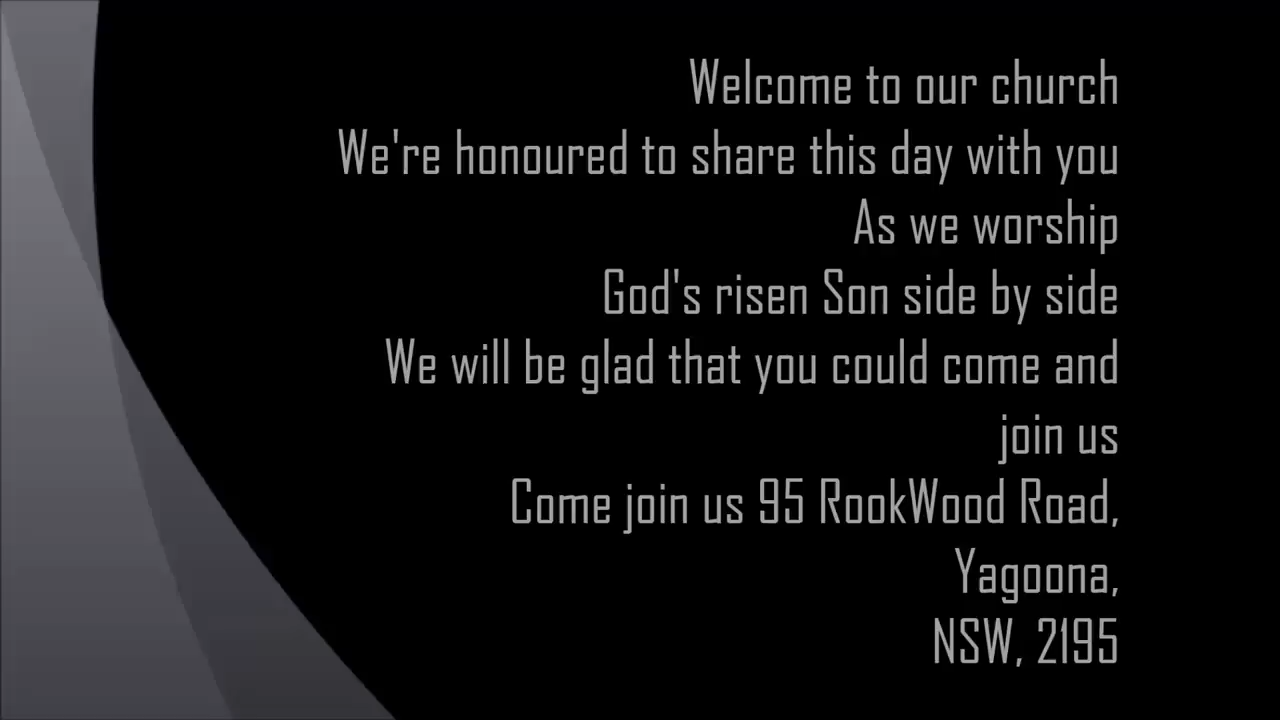 Welcome to our church
We're honoured to share this day with you
As we worship
God's risen Son side by side
We will be glad that you could come and
join us
Come join us 95 RookWood Road,
Yagoona,
NSW, 2195